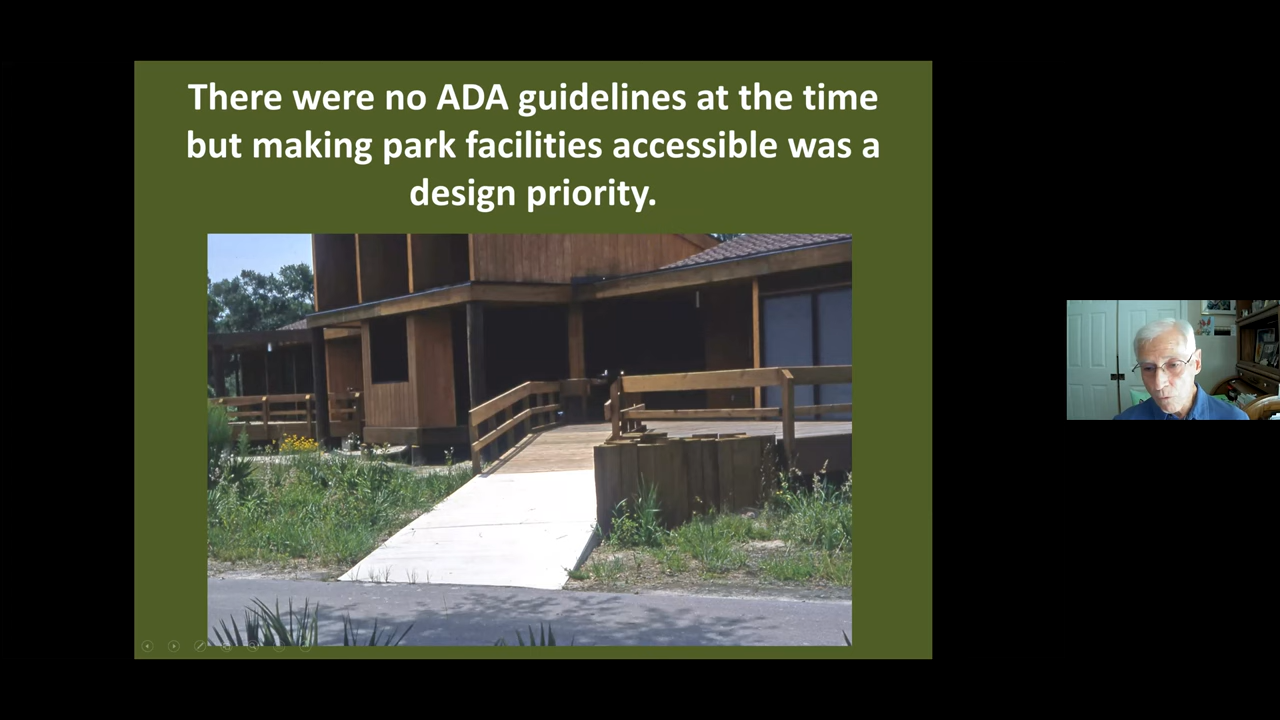 There were no ADA guidelines at the time
but making park facilities accessible was a
design priority.